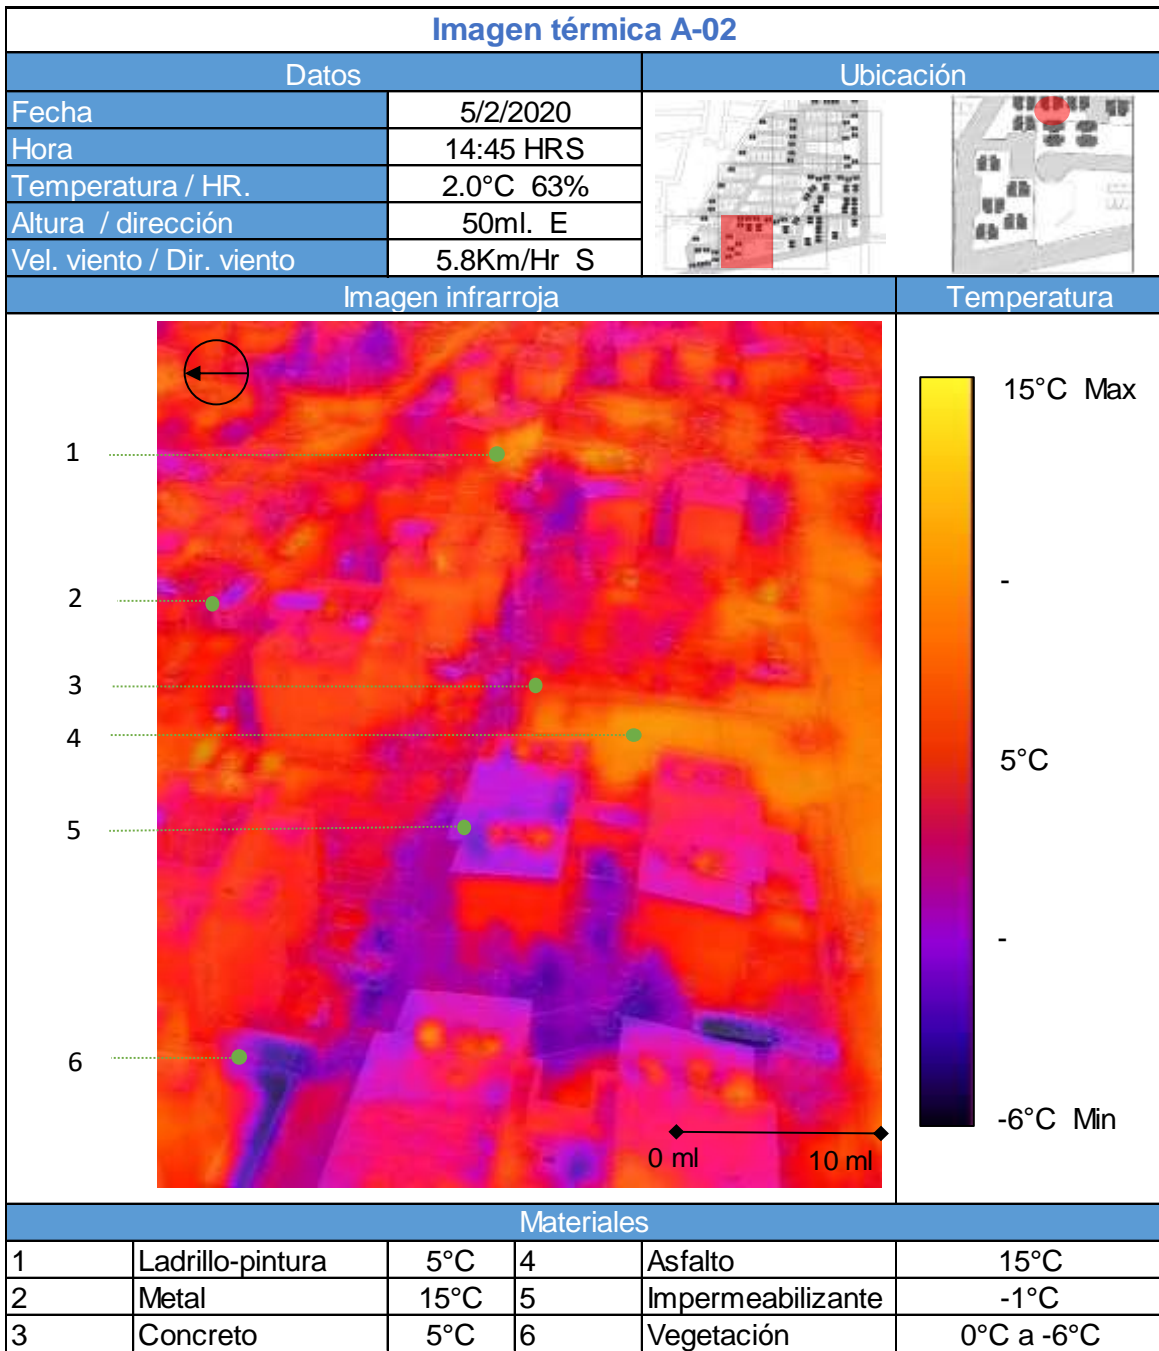 Imagen térmica A-02
Datos Ubicación
Fecha 5/2/2020
Hora 14:45 HRS
Temperatura / HR. 2.0°C 63%
Altura / dirección 50ml. E
Vel. viento / Dir. viento 5.8Km/Hr S
Imagen infrarroja Temperatura
15°C Max
1
-
2
3
4
5°C
5
-
6
-6°C Min
0 ml 10 ml
Materiales
1 Ladrillo-pintura 5°C 4 Asfalto 15°C
2 Metal 15°C 5 Impermeabilizante -1°C
3 Concreto 5°C 6 Vegetación 0°C a -6°C